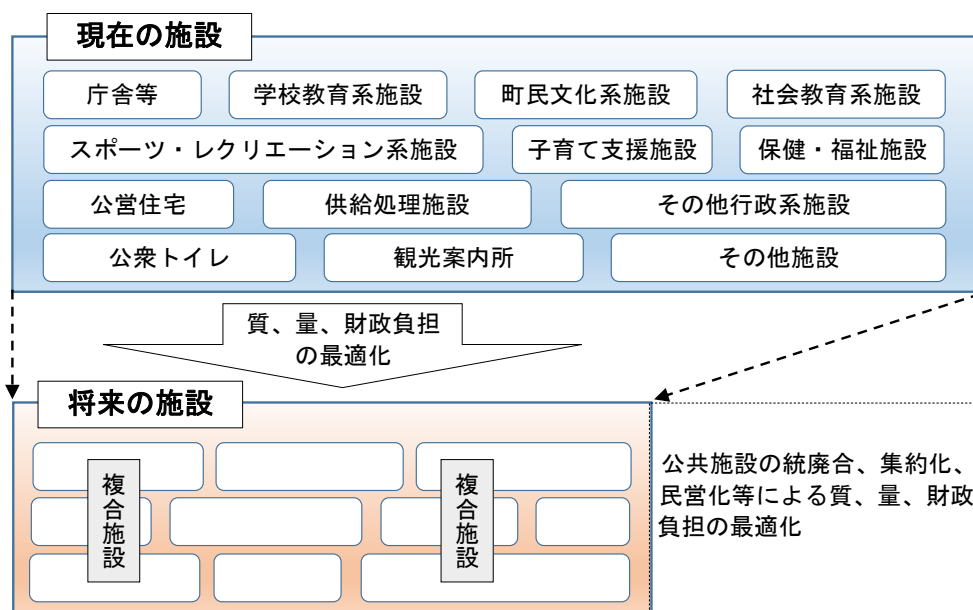 現在の施設
庁舎等
学校教育系施設
町民文化系施設
社会教育系施設
スポーツ・レクリエーション系施設
子育て支援施設
保健・福祉施設
公営住宅
供給処理施設
その他行政系施設
公衆トイレ
観光案内所
その他施設
質、量、財政負担
の最適化
将来の施設
複合施設
複合施設
公共施設の統廃合、集約化、
民営化等による質、量、財政
負担の最適化